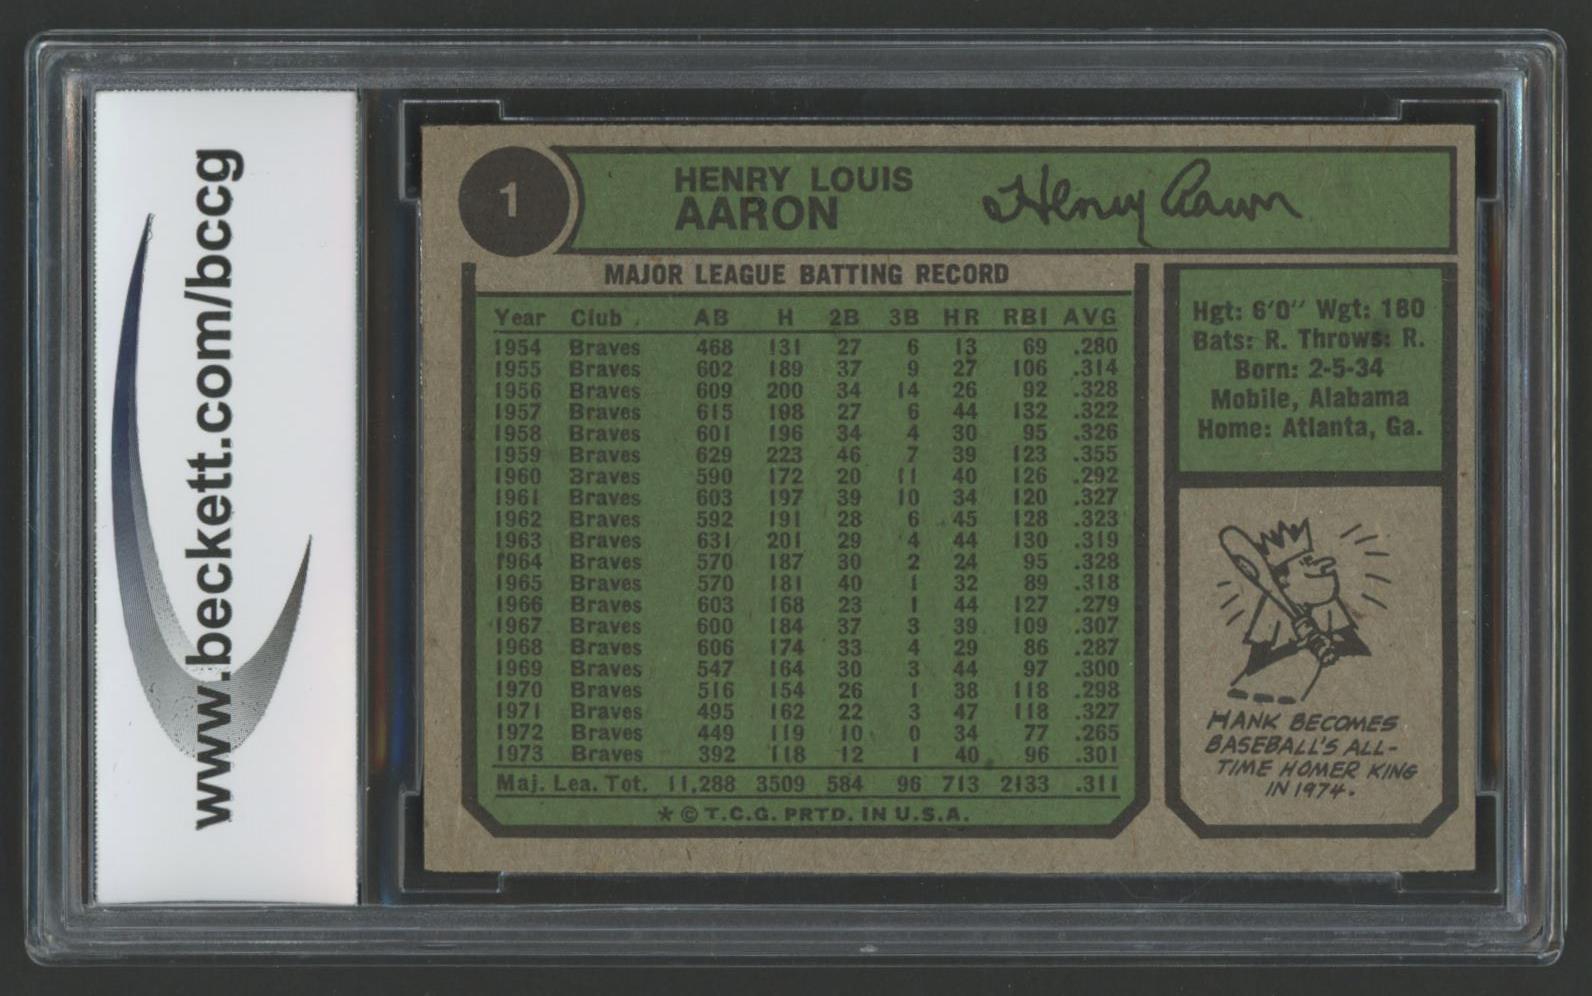 www.beckett.com/bccg
1
HENRY LOUIS
AARON
Henry Aaron
MAJOR LEAGUE BATTING RECORD
Year Club AB H 2B 3B HR RBI AVG
1954 Braves 468 131 27 6 13 69 .280
1955 Braves 602 189 37 9 27 106 .314
1956 Braves 609 200 34 14 26 92 .328
1957 Braves 615 198 27 6 44 132 .322
1958 Braves 601 196 34 4 30 95 .326
1959 Braves 629 223 46 7 39 123 .355
1960 Braves 590 172 20 11 40 126 .292
1961 Braves 603 197 39 10 34 120 .327
1962 Braves 592 191 28 6 45 128 .323
1963 Braves 631 201 29 4 44 130 .319
1964 Braves 570 187 30 2 24 95 .328
1965 Braves 570 181 40 1 32 89 .318
1966 Braves 603 168 23 1 44 127 .279
1967 Braves 600 184 37 3 39 109 .307
1968 Braves 606 174 33 4 29 86 .287
1969 Braves 547 164 30 3 44 97 .300
1970 Braves 516 154 26 1 38 118 .298
1971 Braves 495 162 22 3 47 118 .327
1972 Braves 449 119 10 0 34 77 .265
1973 Braves 392 118 12 1 40 96 .301
Maj. Lea. Tot. 11,288 3509 584 96 713 2133 .311
* © T.C.G. PRTD. IN U.S.A.
Hgt: 6'0" Wgt: 180
Bats: R. Throws: R.
Born: 2-5-34
Mobile, Alabama
Home: Atlanta, Ga.
HANK BECOMES
BASEBALL'S ALL-
TIME HOMER KING
IN 1974.